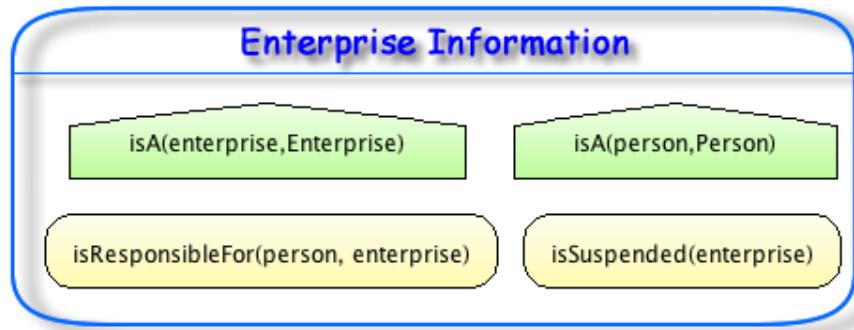 Enterprise Information
isA(enterprise,Enterprise)
isA(person,Person)
isResponsibleFor(person, enterprise)
isSuspended(enterprise)